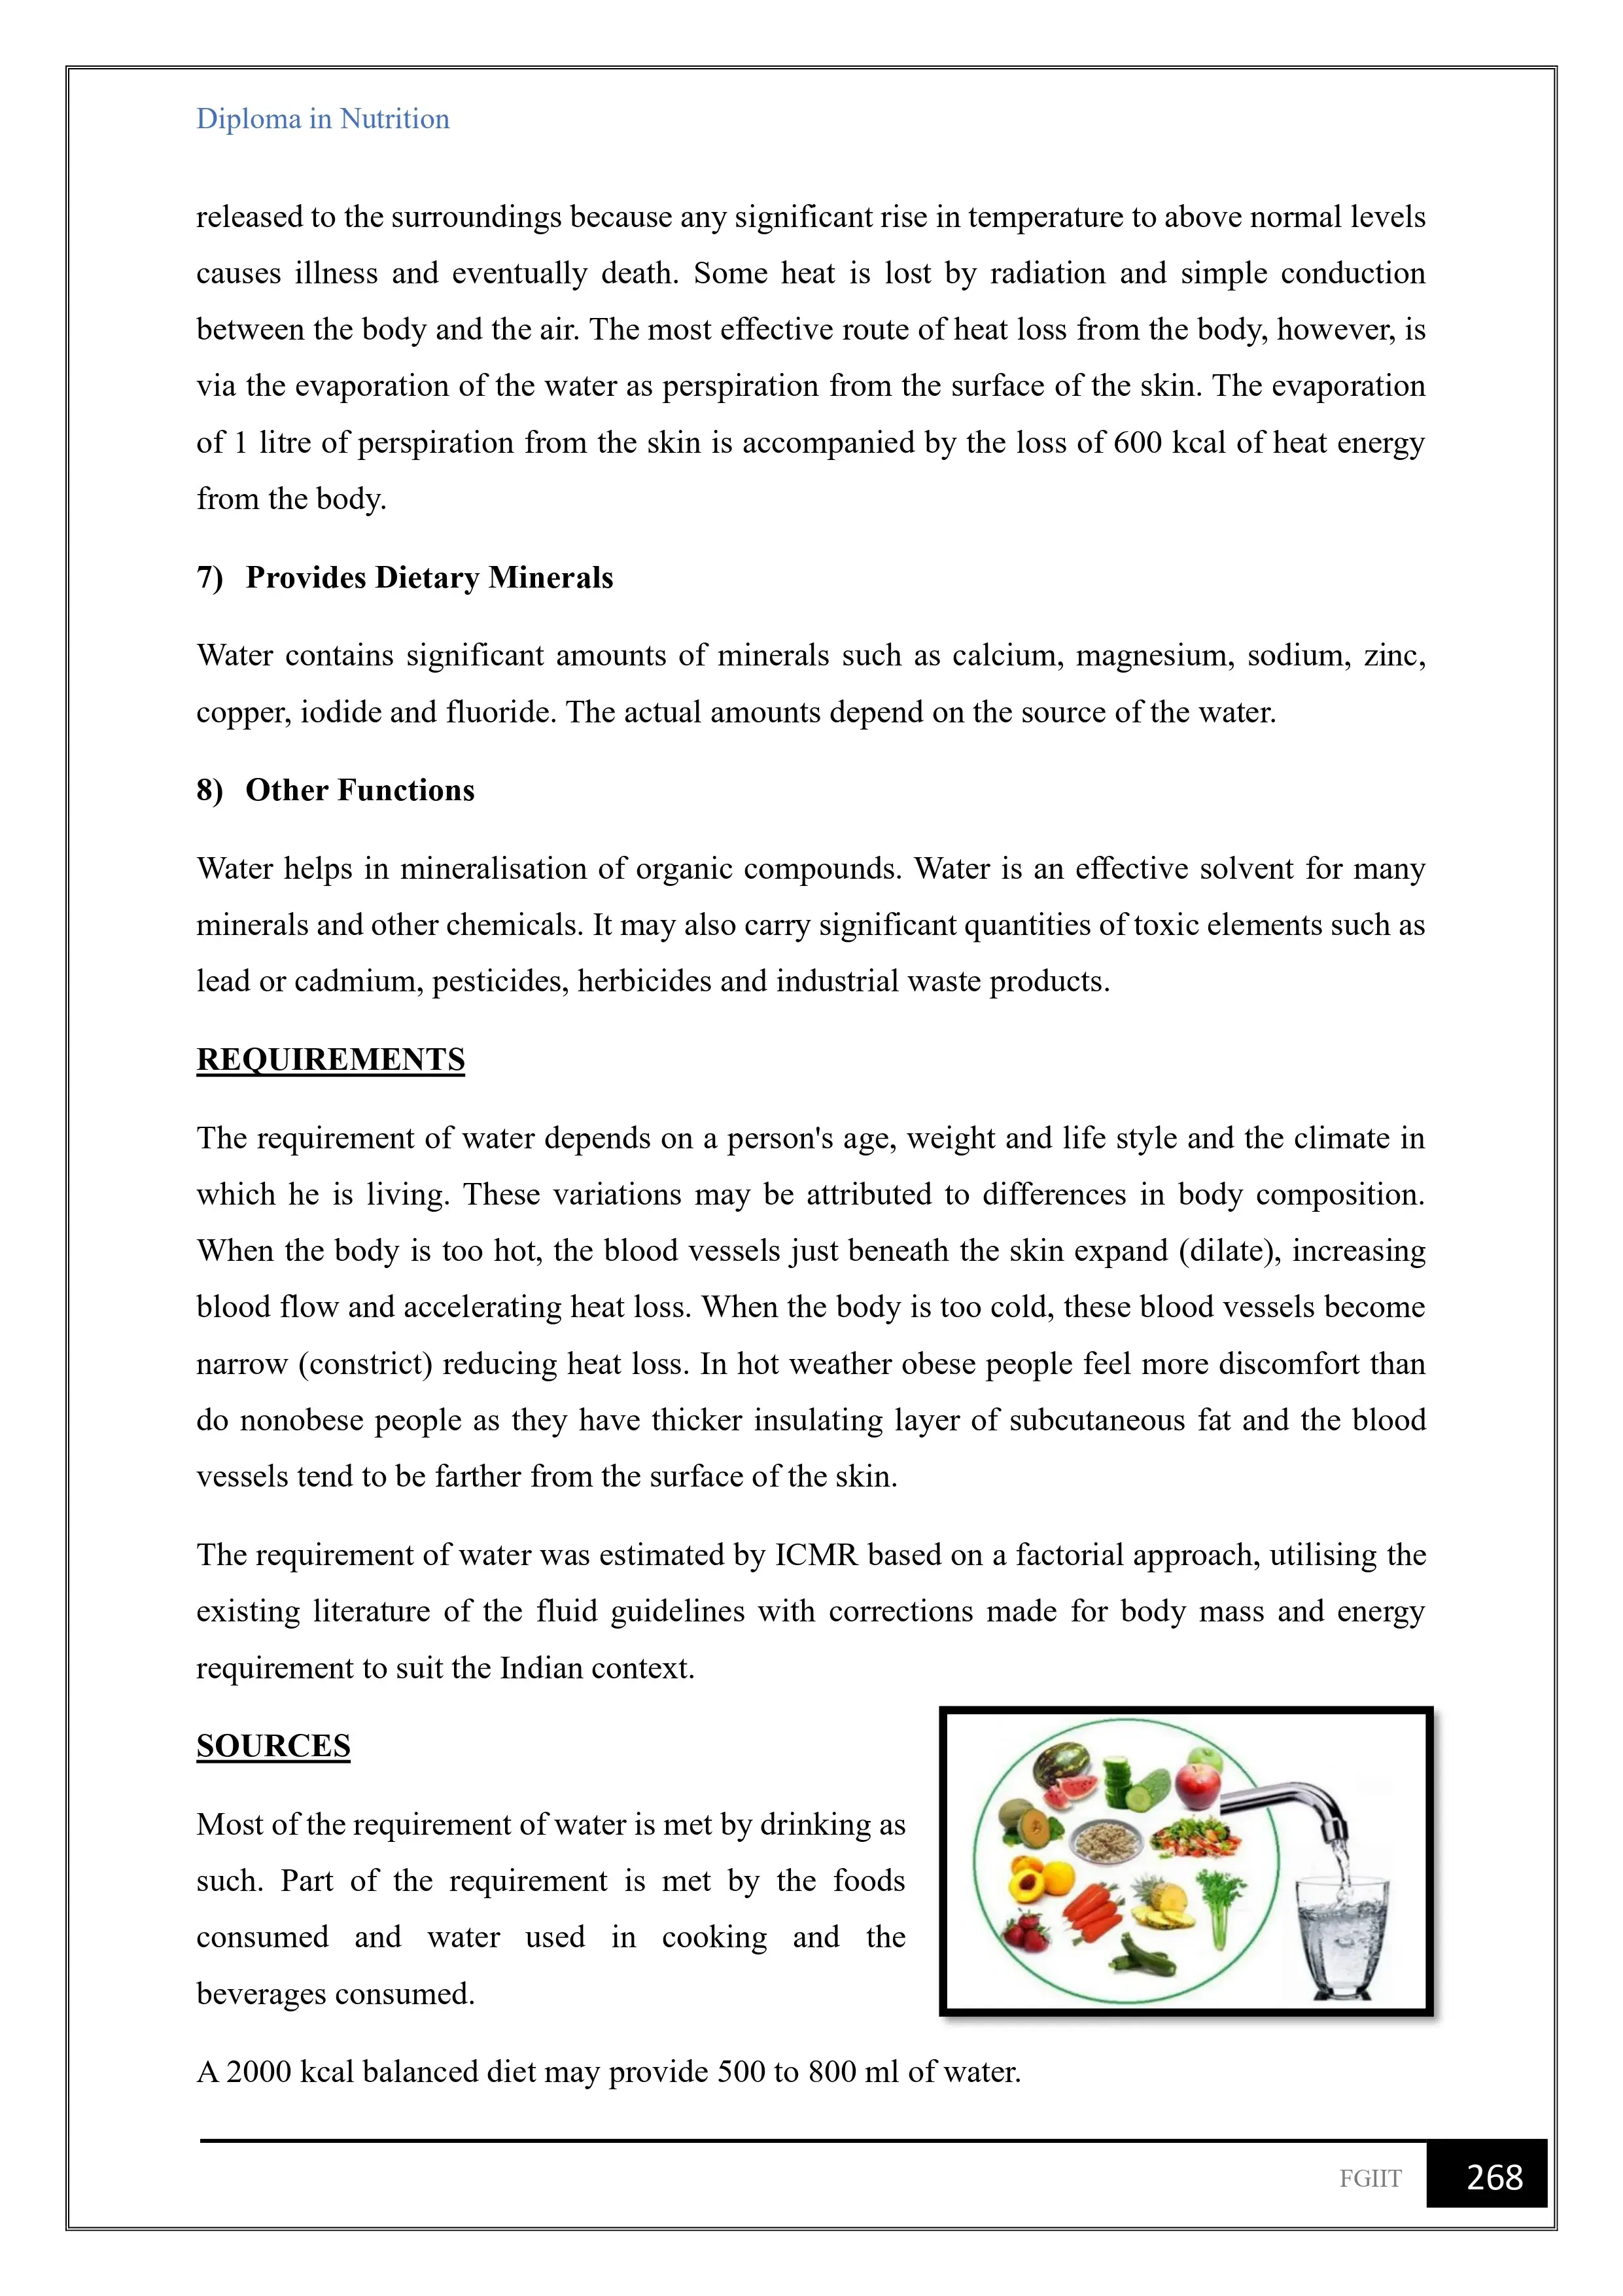 Diploma in Nutrition
released to the surroundings because any significant rise in temperature to above normal levels
causes illness and eventually death. Some heat is lost by radiation and simple conduction
between the body and the air. The most effective route of heat loss from the body, however, is
via the evaporation of the water as perspiration from the surface of the skin. The evaporation
of 1 litre of perspiration from the skin is accompanied by the loss of 600 kcal of heat energy
from the body.
7) Provides Dietary Minerals
Water contains significant amounts of minerals such as calcium, magnesium, sodium, zinc,
copper, iodide and fluoride. The actual amounts depend on the source of the water.
8) Other Functions
Water helps in mineralisation of organic compounds. Water is an effective solvent for many
minerals and other chemicals. It may also carry significant quantities of toxic elements such as
lead or cadmium, pesticides, herbicides and industrial waste products.
REQUIREMENTS
The requirement of water depends on a person's age, weight and life style and the climate in
which he is living. These variations may be attributed to differences in body composition.
When the body is too hot, the blood vessels just beneath the skin expand (dilate), increasing
blood flow and accelerating heat loss. When the body is too cold, these blood vessels become
narrow (constrict) reducing heat loss. In hot weather obese people feel more discomfort than
do nonobese people as they have thicker insulating layer of subcutaneous fat and the blood
vessels tend to be farther from the surface of the skin.
The requirement of water was estimated by ICMR based on a factorial approach, utilising the
existing literature of the fluid guidelines with corrections made for body mass and energy
requirement to suit the Indian context.
SOURCES
Most of the requirement of water is met by drinking as
such. Part of the requirement is met by the foods
consumed and water used in cooking and the
beverages consumed.
A 2000 kcal balanced diet may provide 500 to 800 ml of water.
FGIIT 268